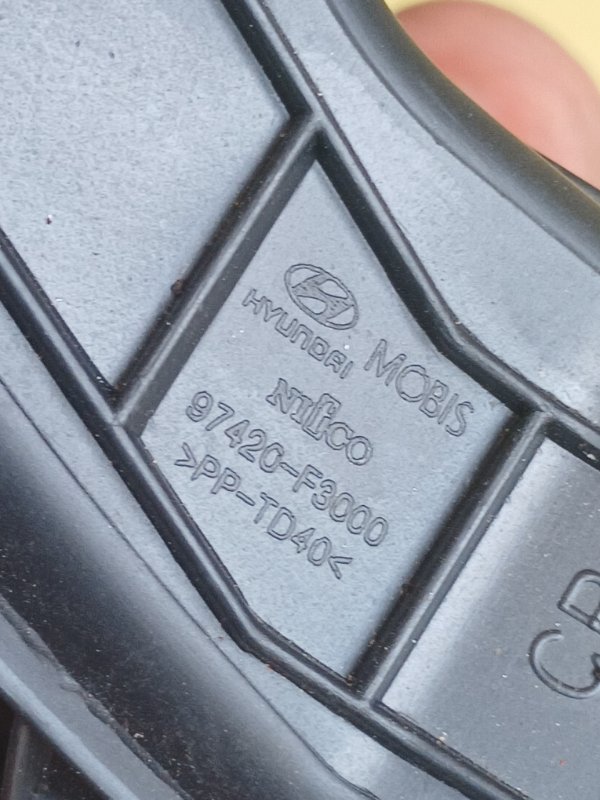 HYUNDAI MOBIS
NIFCO
97420-F3000
>PP-TD40<